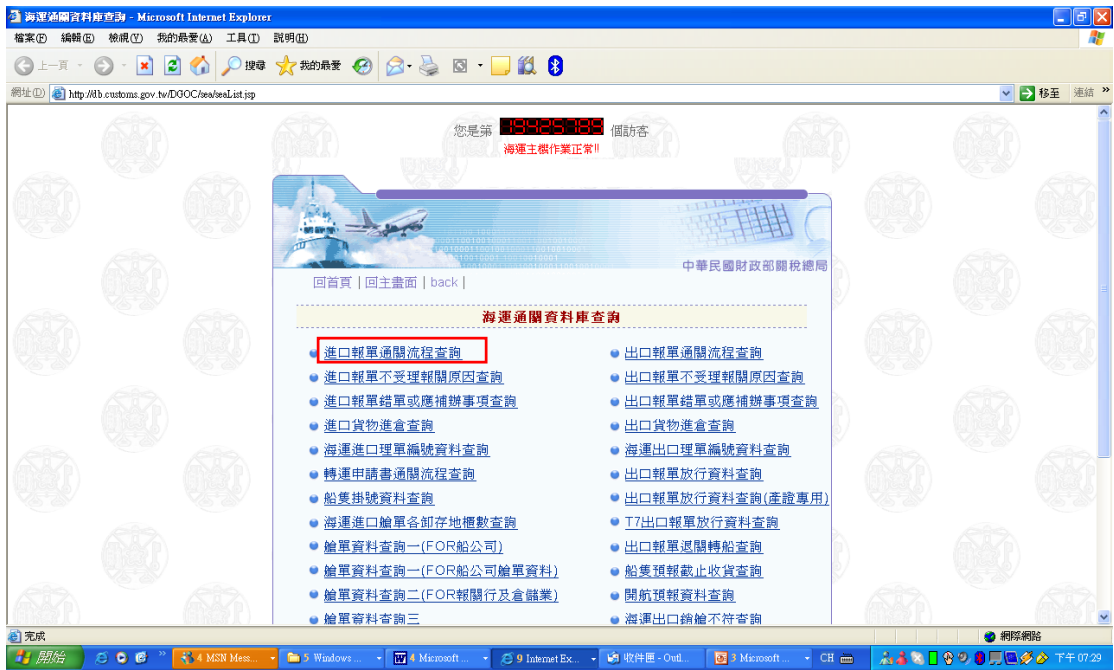 海運通關資料庫查詢 - Microsoft Internet Explorer
檔案(F) 編輯(E) 檢視(V) 我的最愛(A) 工具(T) 說明(H)
上一頁 搜尋 我的最愛
網址(D) http://db.customs.gov.tw/DGOC/sea/seaList.jsp 移至 連結 »
您是第 19425789 個訪客
海運主機作業正常!!
中華民國財政部關稅總局
回首頁 | 回主畫面 | back |
海運通關資料庫查詢
進口報單通關流程查詢 出口報單通關流程查詢
進口報單不受理報關原因查詢 出口報單不受理報關原因查詢
進口報單錯單或應補辦事項查詢 出口報單錯單或應補辦事項查詢
進口貨物進倉查詢 出口貨物進倉查詢
海運進口理單編號資料查詢 海運出口理單編號資料查詢
轉運申請書通關流程查詢 出口報單放行資料查詢
船隻掛號資料查詢 出口報單放行資料查詢(產證專用)
海運進口艙單各卸存地櫃數查詢 T7出口報單放行資料查詢
艙單資料查詢一(FOR船公司) 出口報單退關轉船查詢
艙單資料查詢一(FOR船公司艙單資料) 船隻預報截止收貨查詢
艙單資料查詢二(FOR報關行及倉儲業) 開航預報資料查詢
艙單資料查詢三 海運出口銷艙不符查詢
完成 網際網路
開始 » 4 MSN Mess... 5 Windows ... 4 Microsoft ... 9 Internet Ex... 收件匣 - Outl... 3 Microsoft ... CH 下午 07:29